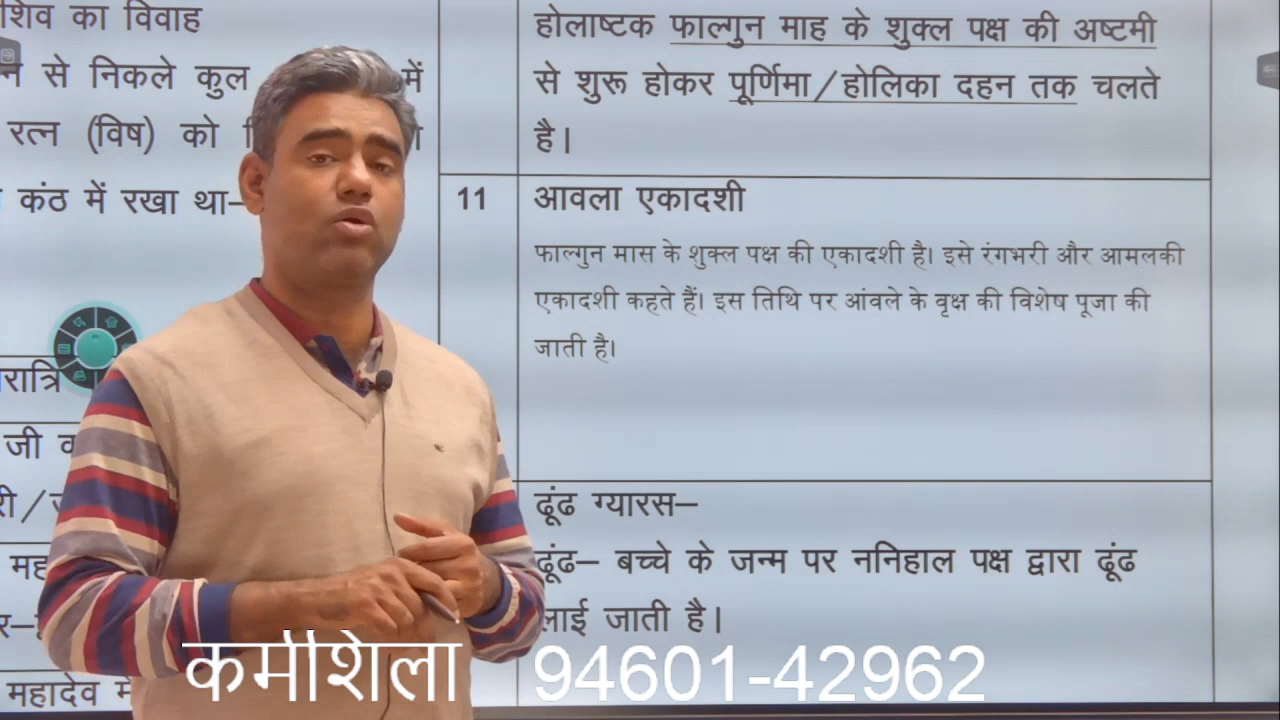 शिव का विवाह
से निकले कुल में
रत्न (विष) को
कंठ में रखा था–
जी
महादेव
होलाष्टक फाल्गुन माह के शुक्ल पक्ष की अष्टमी
से शुरू होकर पूर्णिमा/होलिका दहन तक चलते
है।
11 आवला एकादशी
फाल्गुन मास के शुक्ल पक्ष की एकादशी है। इसे रंगभरी और आमलकी
एकादशी कहते हैं। इस तिथि पर आंवले के वृक्ष की विशेष पूजा की
जाती है।
ढूंढ ग्यारस–
ढूंढ– बच्चे के जन्म पर ननिहाल पक्ष द्वारा ढूंढ
लाई जाती है।
कर्मशिला 94601-42962